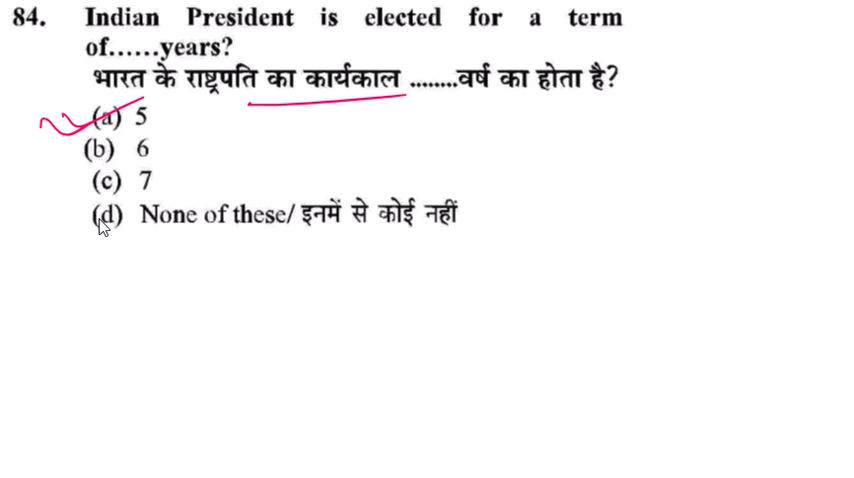 84. Indian President is elected for a term
of......years?
भारत के राष्ट्रपति का कार्यकाल ........वर्ष का होता है?
(a) 5
(b) 6
(c) 7
(d) None of these/ इनमें से कोई नहीं